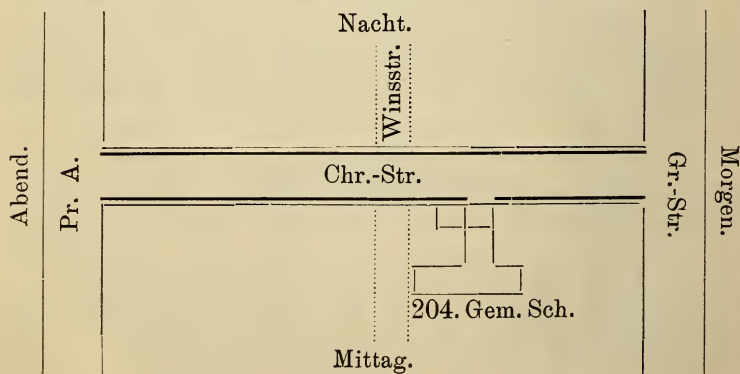 Nacht.
Winsstr.
Abend.
Pr. A.
Chr.-Str.
Gr.-Str.
Morgen.
204. Gem. Sch.
Mittag.